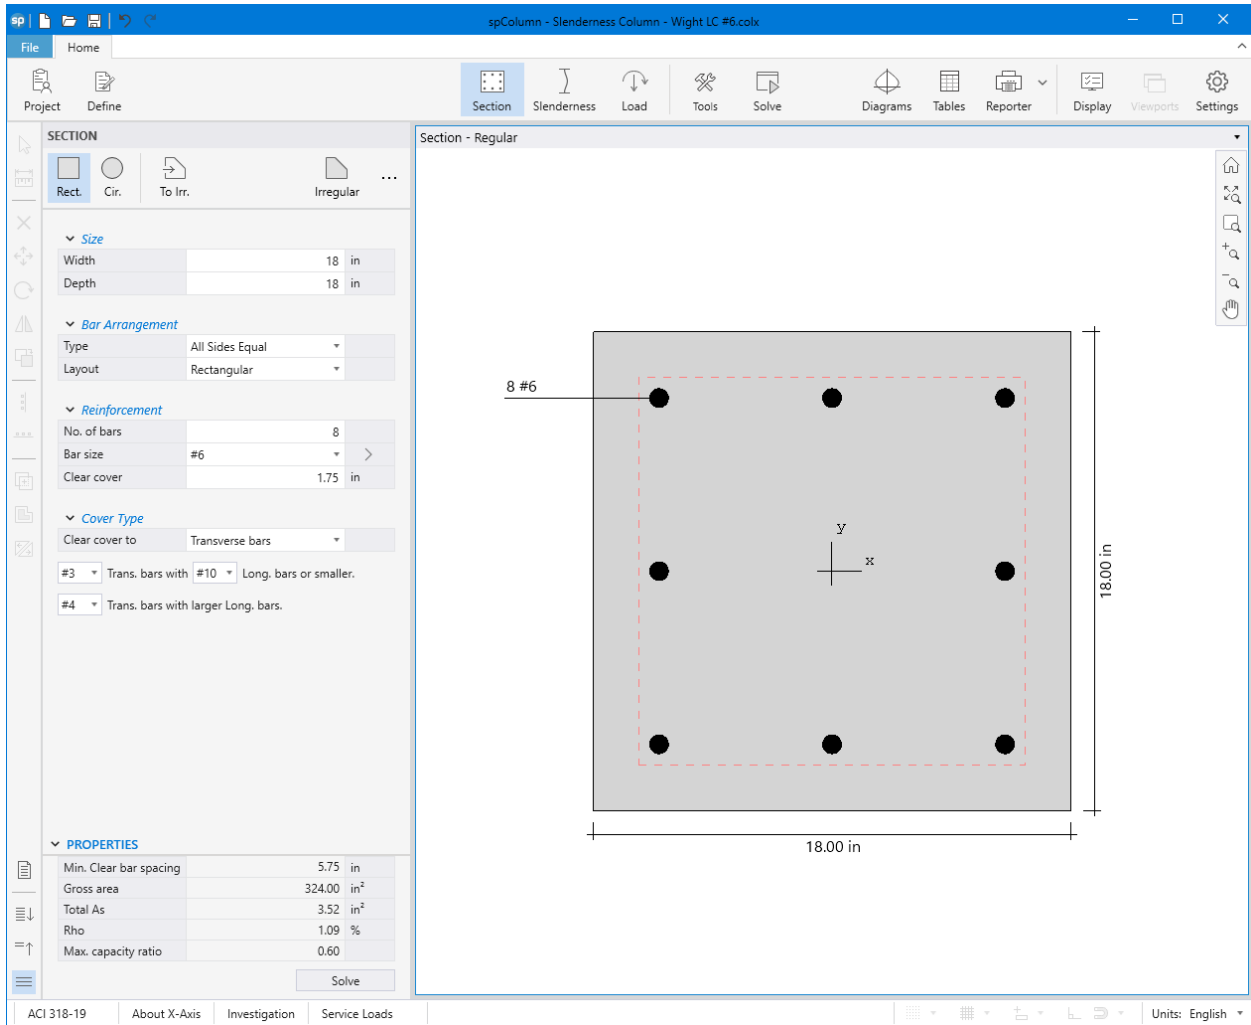 sp
spColumn - Slenderness Column - Wight LC #6.colx
File Home
Project Define Section Slenderness Load Tools Solve Diagrams Tables Reporter Display Viewports Settings
SECTION
Rect. Cir. To Irr. Irregular ...
Size
Width 18 in
Depth 18 in
Bar Arrangement
Type All Sides Equal
Layout Rectangular
Reinforcement
No. of bars 8
Bar size #6
Clear cover 1.75 in
Cover Type
Clear cover to Transverse bars
#3 Trans. bars with #10 Long. bars or smaller.
#4 Trans. bars with larger Long. bars.
PROPERTIES
Min. Clear bar spacing 5.75 in
Gross area 324.00 in²
Total As 3.52 in²
Rho 1.09 %
Max. capacity ratio 0.60
Solve
Section - Regular
8 #6
y
x
18.00 in
18.00 in
ACI 318-19 About X-Axis Investigation Service Loads Units: English